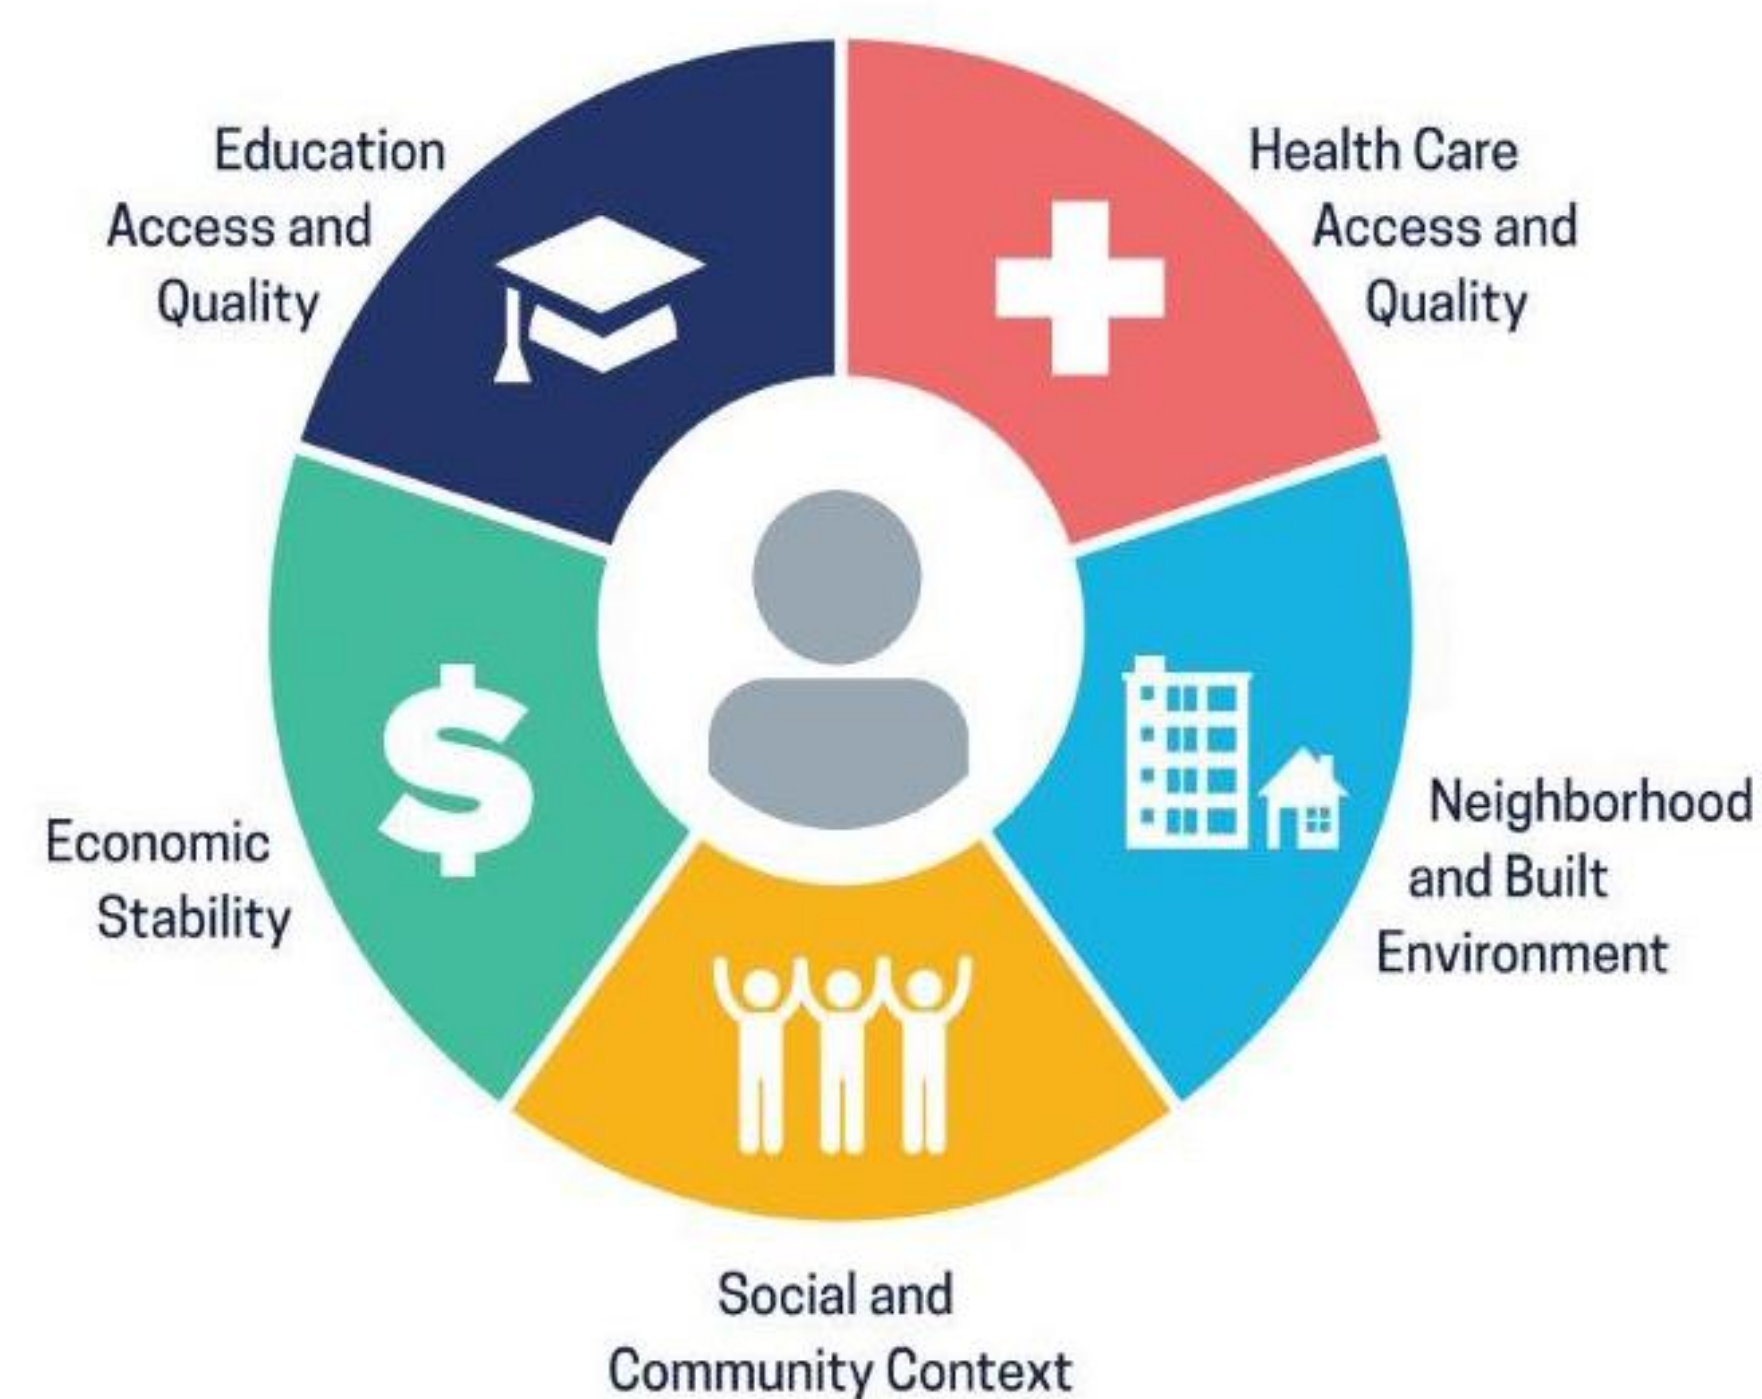 Education
Access and
Quality
Health Care
Access and
Quality
Economic
Stability
Neighborhood
and Built
Environment
Social and
Community Context